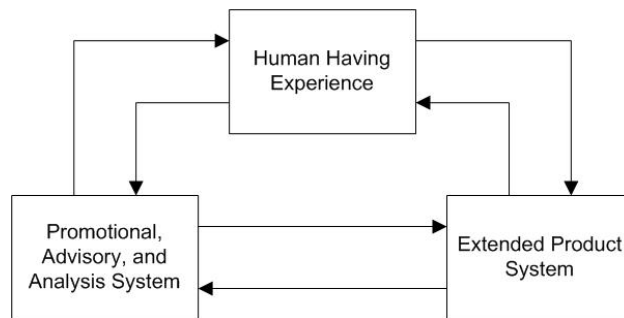 Human Having
Experience
Promotional,
Advisory, and
Analysis System
Extended Product
System